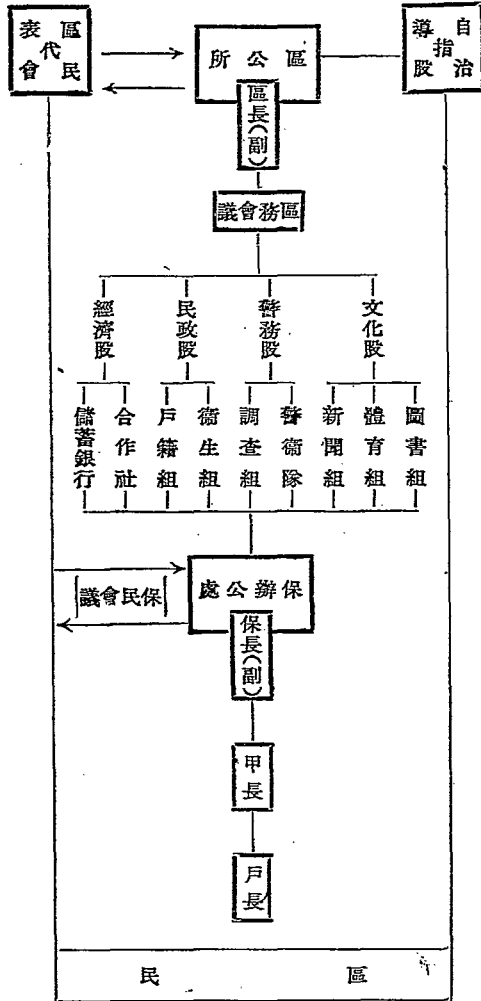 自治指導股
區公所
區民代表會
區長(副)
區務會議
文化股
警務股
民政股
經濟股
圖書組
體育組
新聞組
警衛隊
調查組
衛生組
戶籍組
合作社
儲蓄銀行
保辦公處
保民會議
保長(副)
甲長
戶長
區民